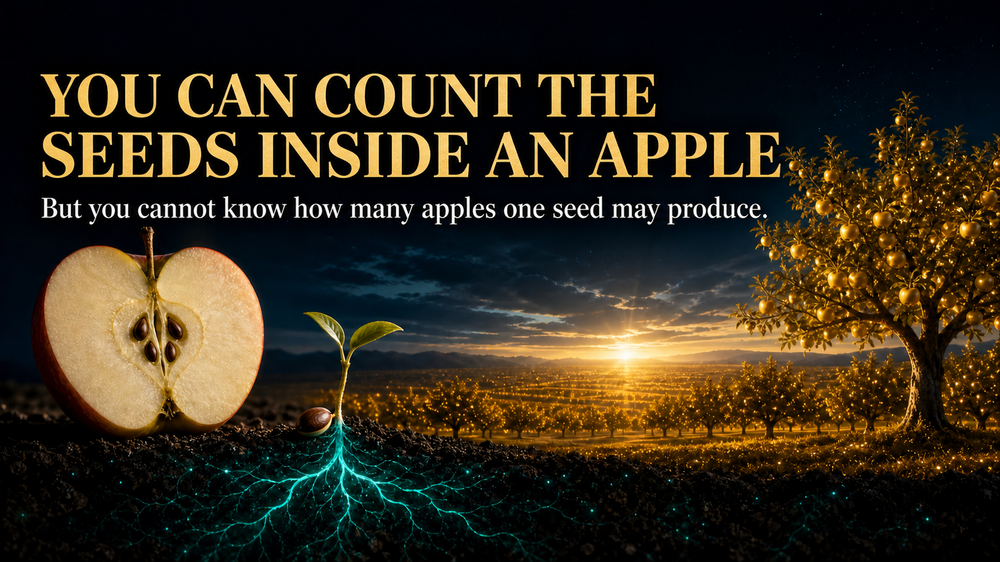 YOU CAN COUNT THE
SEEDS INSIDE AN APPLE
But you cannot know how many apples one seed may produce.